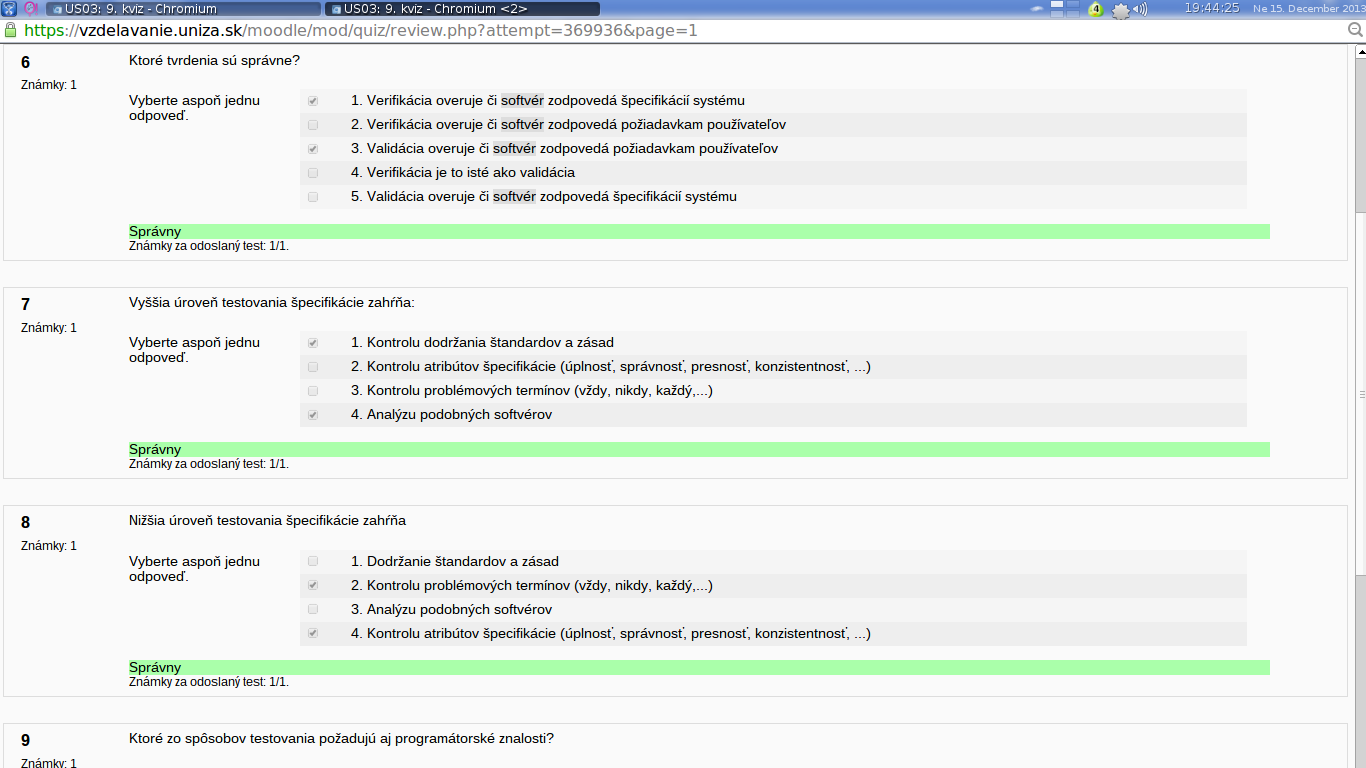 US03: 9. kviz - Chromium
US03: 9. kviz - Chromium <2>
4
19:44:25
Ne 15. December 2013
https://vzdelavanie.uniza.sk/moodle/mod/quiz/review.php?attempt=369936&page=1
6
Známky: 1
Ktoré tvrdenia sú správne?
Vyberte aspoň jednu
odpoveď.
1. Verifikácia overuje či softvér zodpovedá špecifikácií systému
2. Verifikácia overuje či softvér zodpovedá požiadavkam používateľov
3. Validácia overuje či softvér zodpovedá požiadavkam používateľov
4. Verifikácia je to isté ako validácia
5. Validácia overuje či softvér zodpovedá špecifikácií systému
Správny
Známky za odoslaný test: 1/1.
7
Známky: 1
Vyššia úroveň testovania špecifikácie zahŕňa:
Vyberte aspoň jednu
odpoveď.
1. Kontrolu dodržania štandardov a zásad
2. Kontrolu atribútov špecifikácie (úplnosť, správnosť, presnosť, konzistentnosť, ...)
3. Kontrolu problémových termínov (vždy, nikdy, každý,...)
4. Analýzu podobných softvérov
Správny
Známky za odoslaný test: 1/1.
8
Známky: 1
Nižšia úroveň testovania špecifikácie zahŕňa
Vyberte aspoň jednu
odpoveď.
1. Dodržanie štandardov a zásad
2. Kontrolu problémových termínov (vždy, nikdy, každý,...)
3. Analýzu podobných softvérov
4. Kontrolu atribútov špecifikácie (úplnosť, správnosť, presnosť, konzistentnosť, ...)
Správny
Známky za odoslaný test: 1/1.
9
Známky: 1
Ktoré zo spôsobov testovania požadujú aj programátorské znalosti?